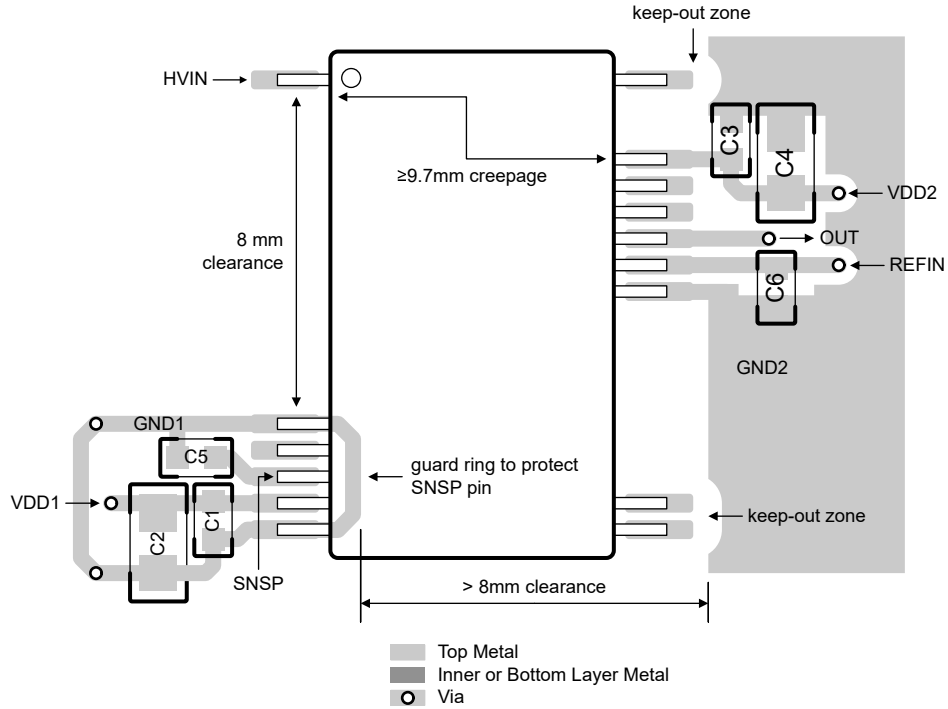 keep-out zone
HVIN
C3
C4
≥9.7mm creepage
VDD2
8 mm
clearance
OUT
REFIN
C6
GND2
GND1
C5
guard ring to protect
SNSP pin
VDD1
C1
C2
keep-out zone
SNSP
> 8mm clearance
Top Metal
Inner or Bottom Layer Metal
Via